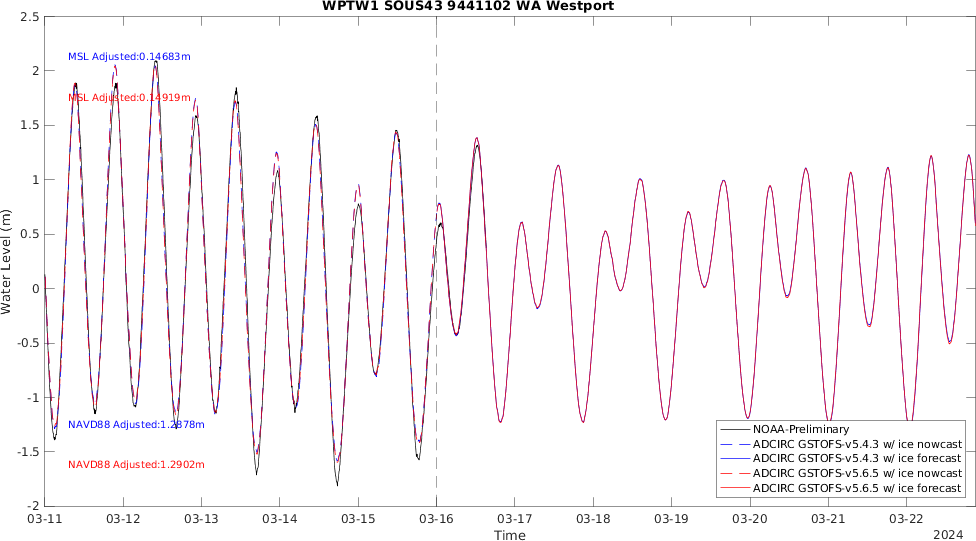 WPTW1 SOUS43 9441102 WA Westport
2.5
2
1.5
1
0.5
0
-0.5
-1
-1.5
-2
Water Level (m)
MSL Adjusted:0.14683m
MSL Adjusted:0.14919m
NAVD88 Adjusted:1.2878m
NAVD88 Adjusted:1.2902m
NOAA-Preliminary
ADCIRC GSTOFS-v5.4.3 w/ ice nowcast
ADCIRC GSTOFS-v5.4.3 w/ ice forecast
ADCIRC GSTOFS-v5.6.5 w/ ice nowcast
ADCIRC GSTOFS-v5.6.5 w/ ice forecast
03-11 03-12 03-13 03-14 03-15 03-16 03-17 03-18 03-19 03-20 03-21 03-22
Time
2024